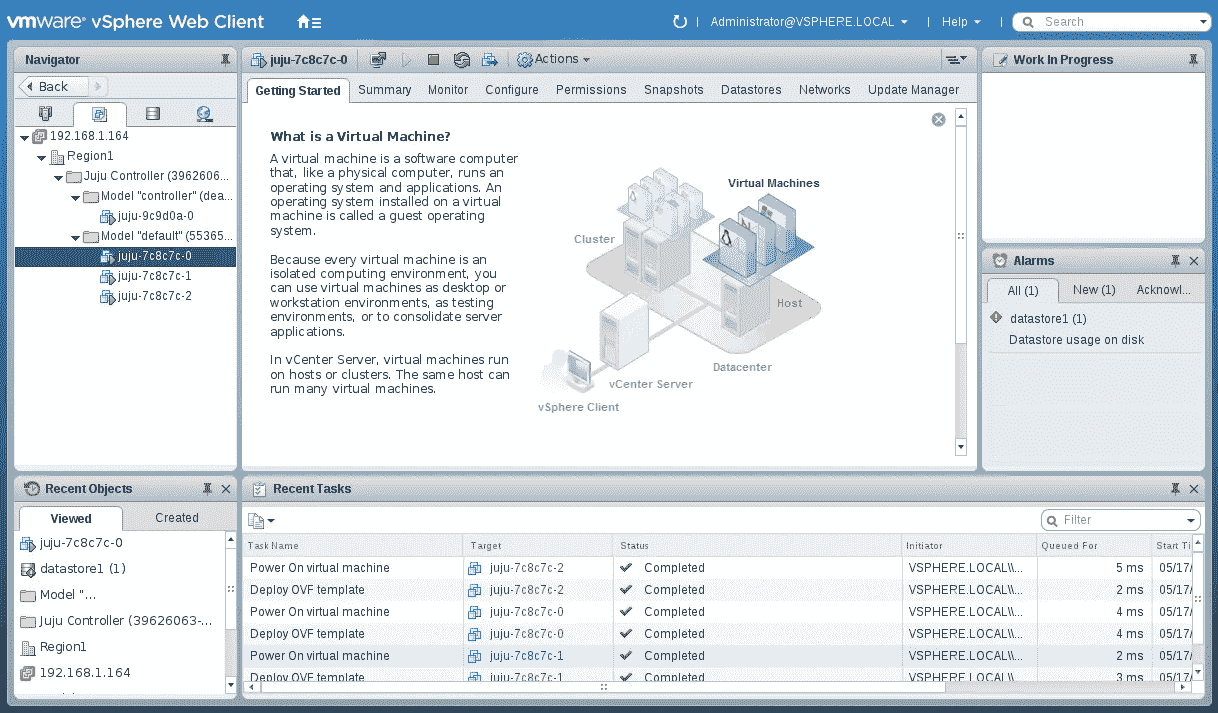 vmware® vSphere Web Client
Administrator@VSPHERE.LOCAL
Help
Search
Navigator
Back
192.168.1.164
Region1
Juju Controller (3962606...
Model "controller" (dea...
juju-9c9d0a-0
Model "default" (55365...
juju-7c8c7c-0
juju-7c8c7c-1
juju-7c8c7c-2
juju-7c8c7c-0
Actions
Getting Started
Summary
Monitor
Configure
Permissions
Snapshots
Datastores
Networks
Update Manager
What is a Virtual Machine?
A virtual machine is a software computer
that, like a physical computer, runs an
operating system and applications. An
operating system installed on a virtual
machine is called a guest operating
system.
Because every virtual machine is an
isolated computing environment, you
can use virtual machines as desktop or
workstation environments, as testing
environments, or to consolidate server
applications.
In vCenter Server, virtual machines run
on hosts or clusters. The same host can
run many virtual machines.
Virtual Machines
Cluster
Host
Datacenter
vCenter Server
vSphere Client
Work In Progress
Alarms
All (1)
New (1)
Acknowl...
datastore1 (1)
Datastore usage on disk
Recent Objects
Viewed
Created
juju-7c8c7c-0
datastore1 (1)
Model "...
Juju Controller (39626063-...
Region1
192.168.1.164
Recent Tasks
Filter
Task Name Target Status Initiator Queued For Start Ti
Power On virtual machine juju-7c8c7c-2 Completed VSPHERE.LOCAL\\... 5 ms 05/17/
Deploy OVF template juju-7c8c7c-2 Completed VSPHERE.LOCAL\\... 2 ms 05/17/
Power On virtual machine juju-7c8c7c-0 Completed VSPHERE.LOCAL\\... 4 ms 05/17/
Deploy OVF template juju-7c8c7c-0 Completed VSPHERE.LOCAL\\... 4 ms 05/17/
Power On virtual machine juju-7c8c7c-1 Completed VSPHERE.LOCAL\\... 2 ms 05/17/
Deploy OVF template juju-7c8c7c-1 Completed VSPHERE.LOCAL\\... 3 ms 05/17/